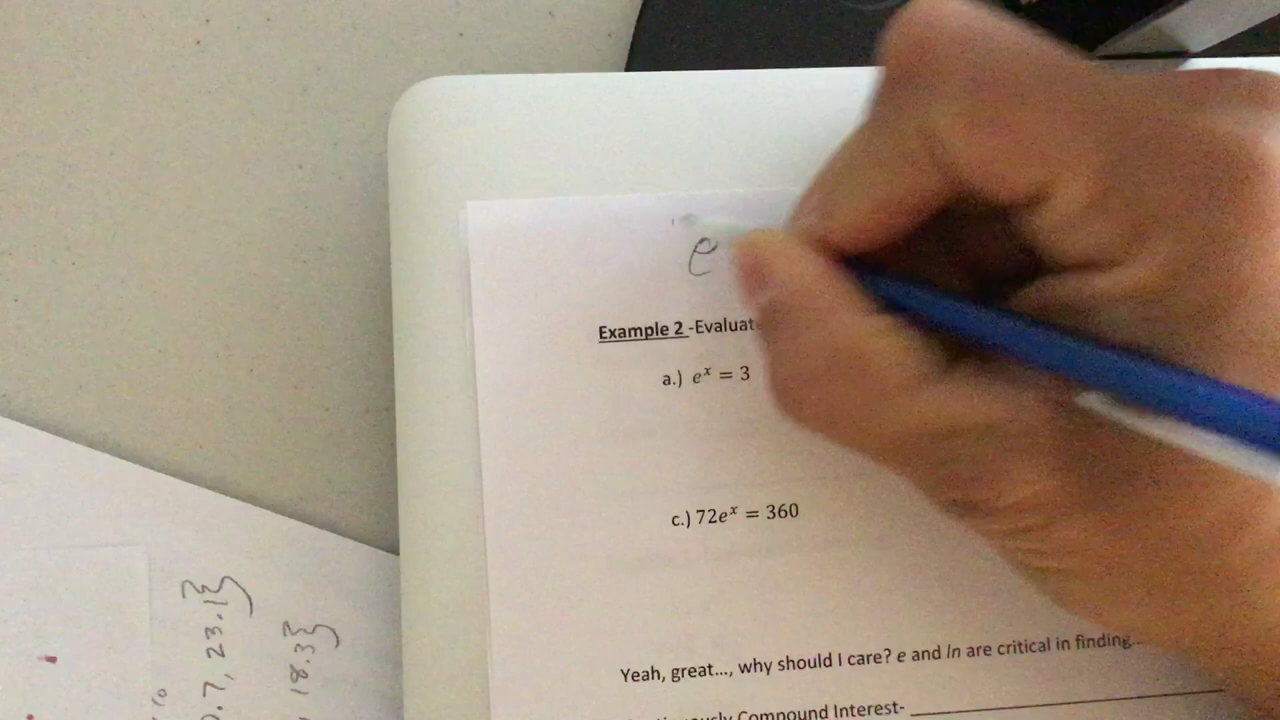 e
Example 2 -Evaluat
a.) eˣ = 3
c.) 72eˣ = 360
Yeah, great..., why should I care? e and ln are critical in finding...
Compound Interest-
.7, 23.1}
18.3}